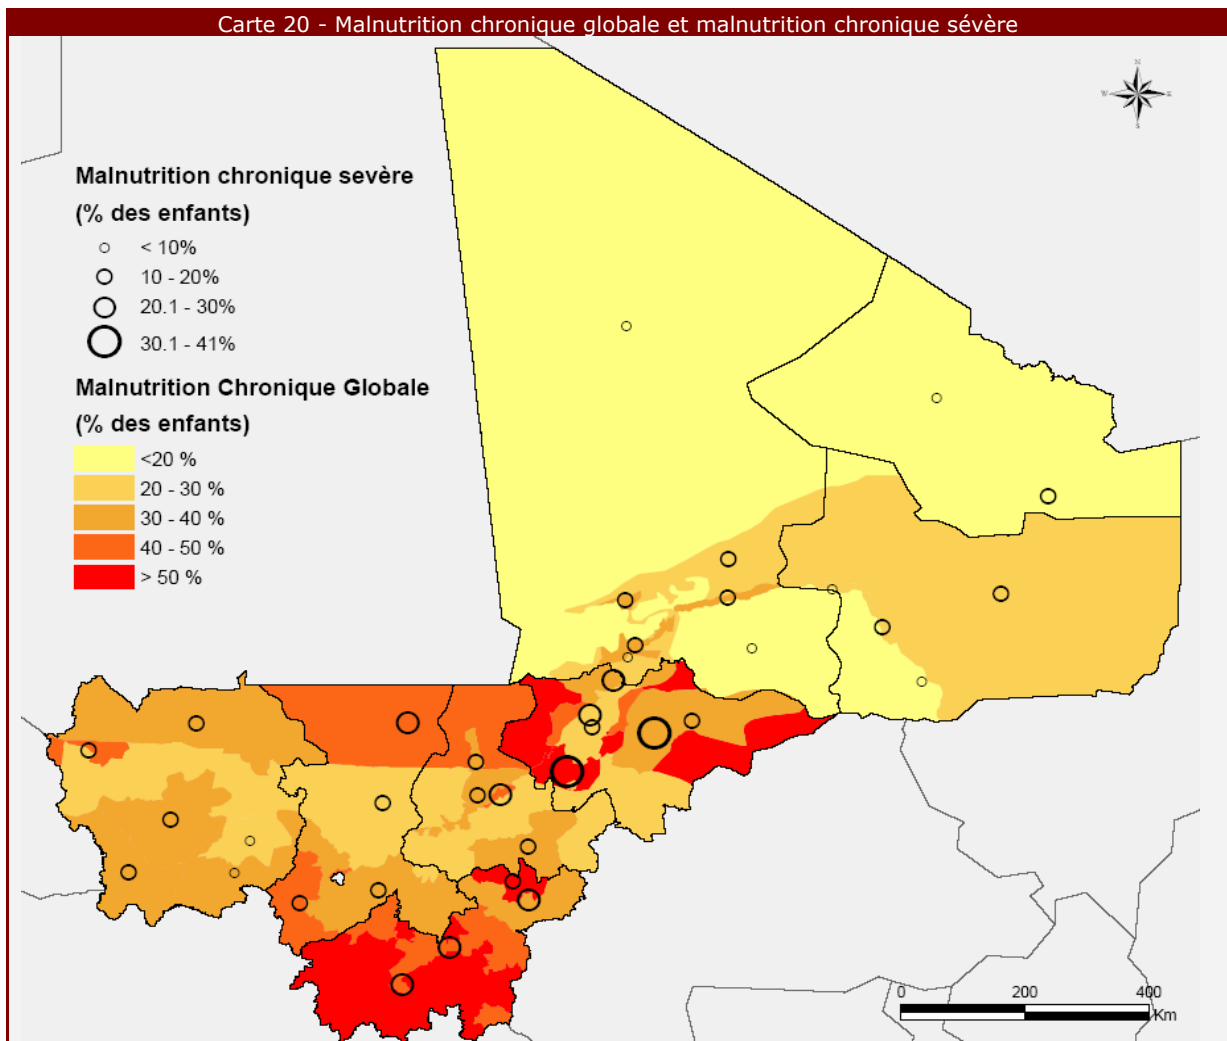 Carte 20 - Malnutrition chronique globale et malnutrition chronique sévère
N
W E
S
Malnutrition chronique sevère
(% des enfants)
< 10%
10 - 20%
20.1 - 30%
30.1 - 41%
Malnutrition Chronique Globale
(% des enfants)
<20 %
20 - 30 %
30 - 40 %
40 - 50 %
> 50 %
0 200 400
Km